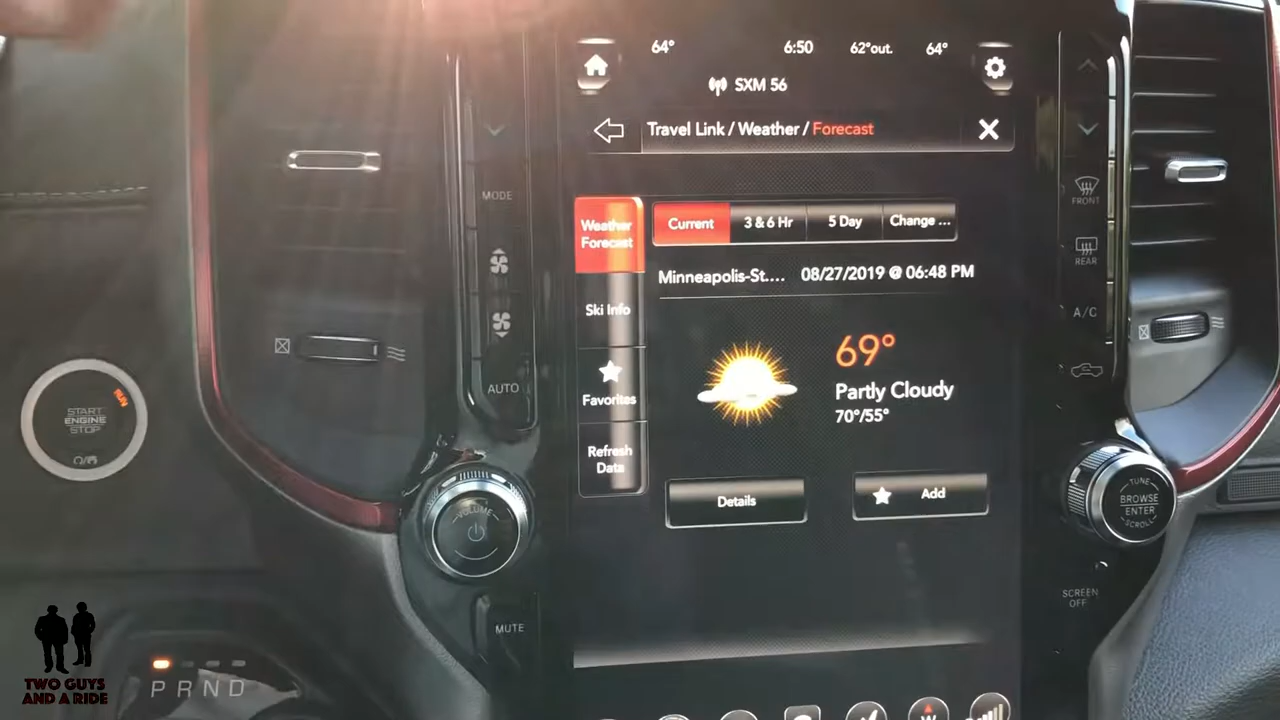 64° 6:50 62°out. 64°
SXM 56
Travel Link / Weather / Forecast
Weather
Forecast
Current 3 & 6 Hr 5 Day Change ...
Minneapolis-St.... 08/27/2019 @ 06:48 PM
Ski Info
69°
Partly Cloudy
70°/55°
Favorites
Refresh
Data
Details
Add
MODE
AUTO
VOLUME
MUTE
FRONT
REAR
A/C
TUNE
BROWSE
ENTER
SCROLL
SCREEN
OFF
START
ENGINE
STOP
RUN
P R N D
W
TWO GUYS
AND A RIDE